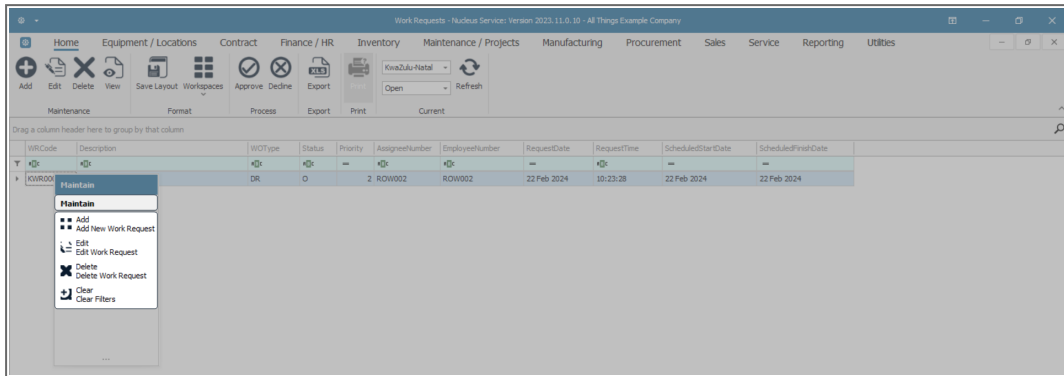 Work Requests - Nucleus Service: Version 2023.11.0.10 - All Things Example Company
Home Equipment / Locations Contract Finance / HR Inventory Maintenance / Projects Manufacturing Procurement Sales Service Reporting Utilities
Add Edit Delete View Save Layout Workspaces Approve Decline XLS Export Print KwaZulu-Natal Open Refresh
Maintenance Format Process Export Print Current
Drag a column header here to group by that column
WRCode Description WOType Status Priority AssigneeNumber EmployeeNumber RequestDate RequestTime ScheduledStartDate ScheduledFinishDate
DR O 2 ROW002 ROW002 22 Feb 2024 10:23:28 22 Feb 2024 22 Feb 2024
Maintain
Maintain
Add
Add New Work Request
Edit
Edit Work Request
Delete
Delete Work Request
Clear
Clear Filters
...